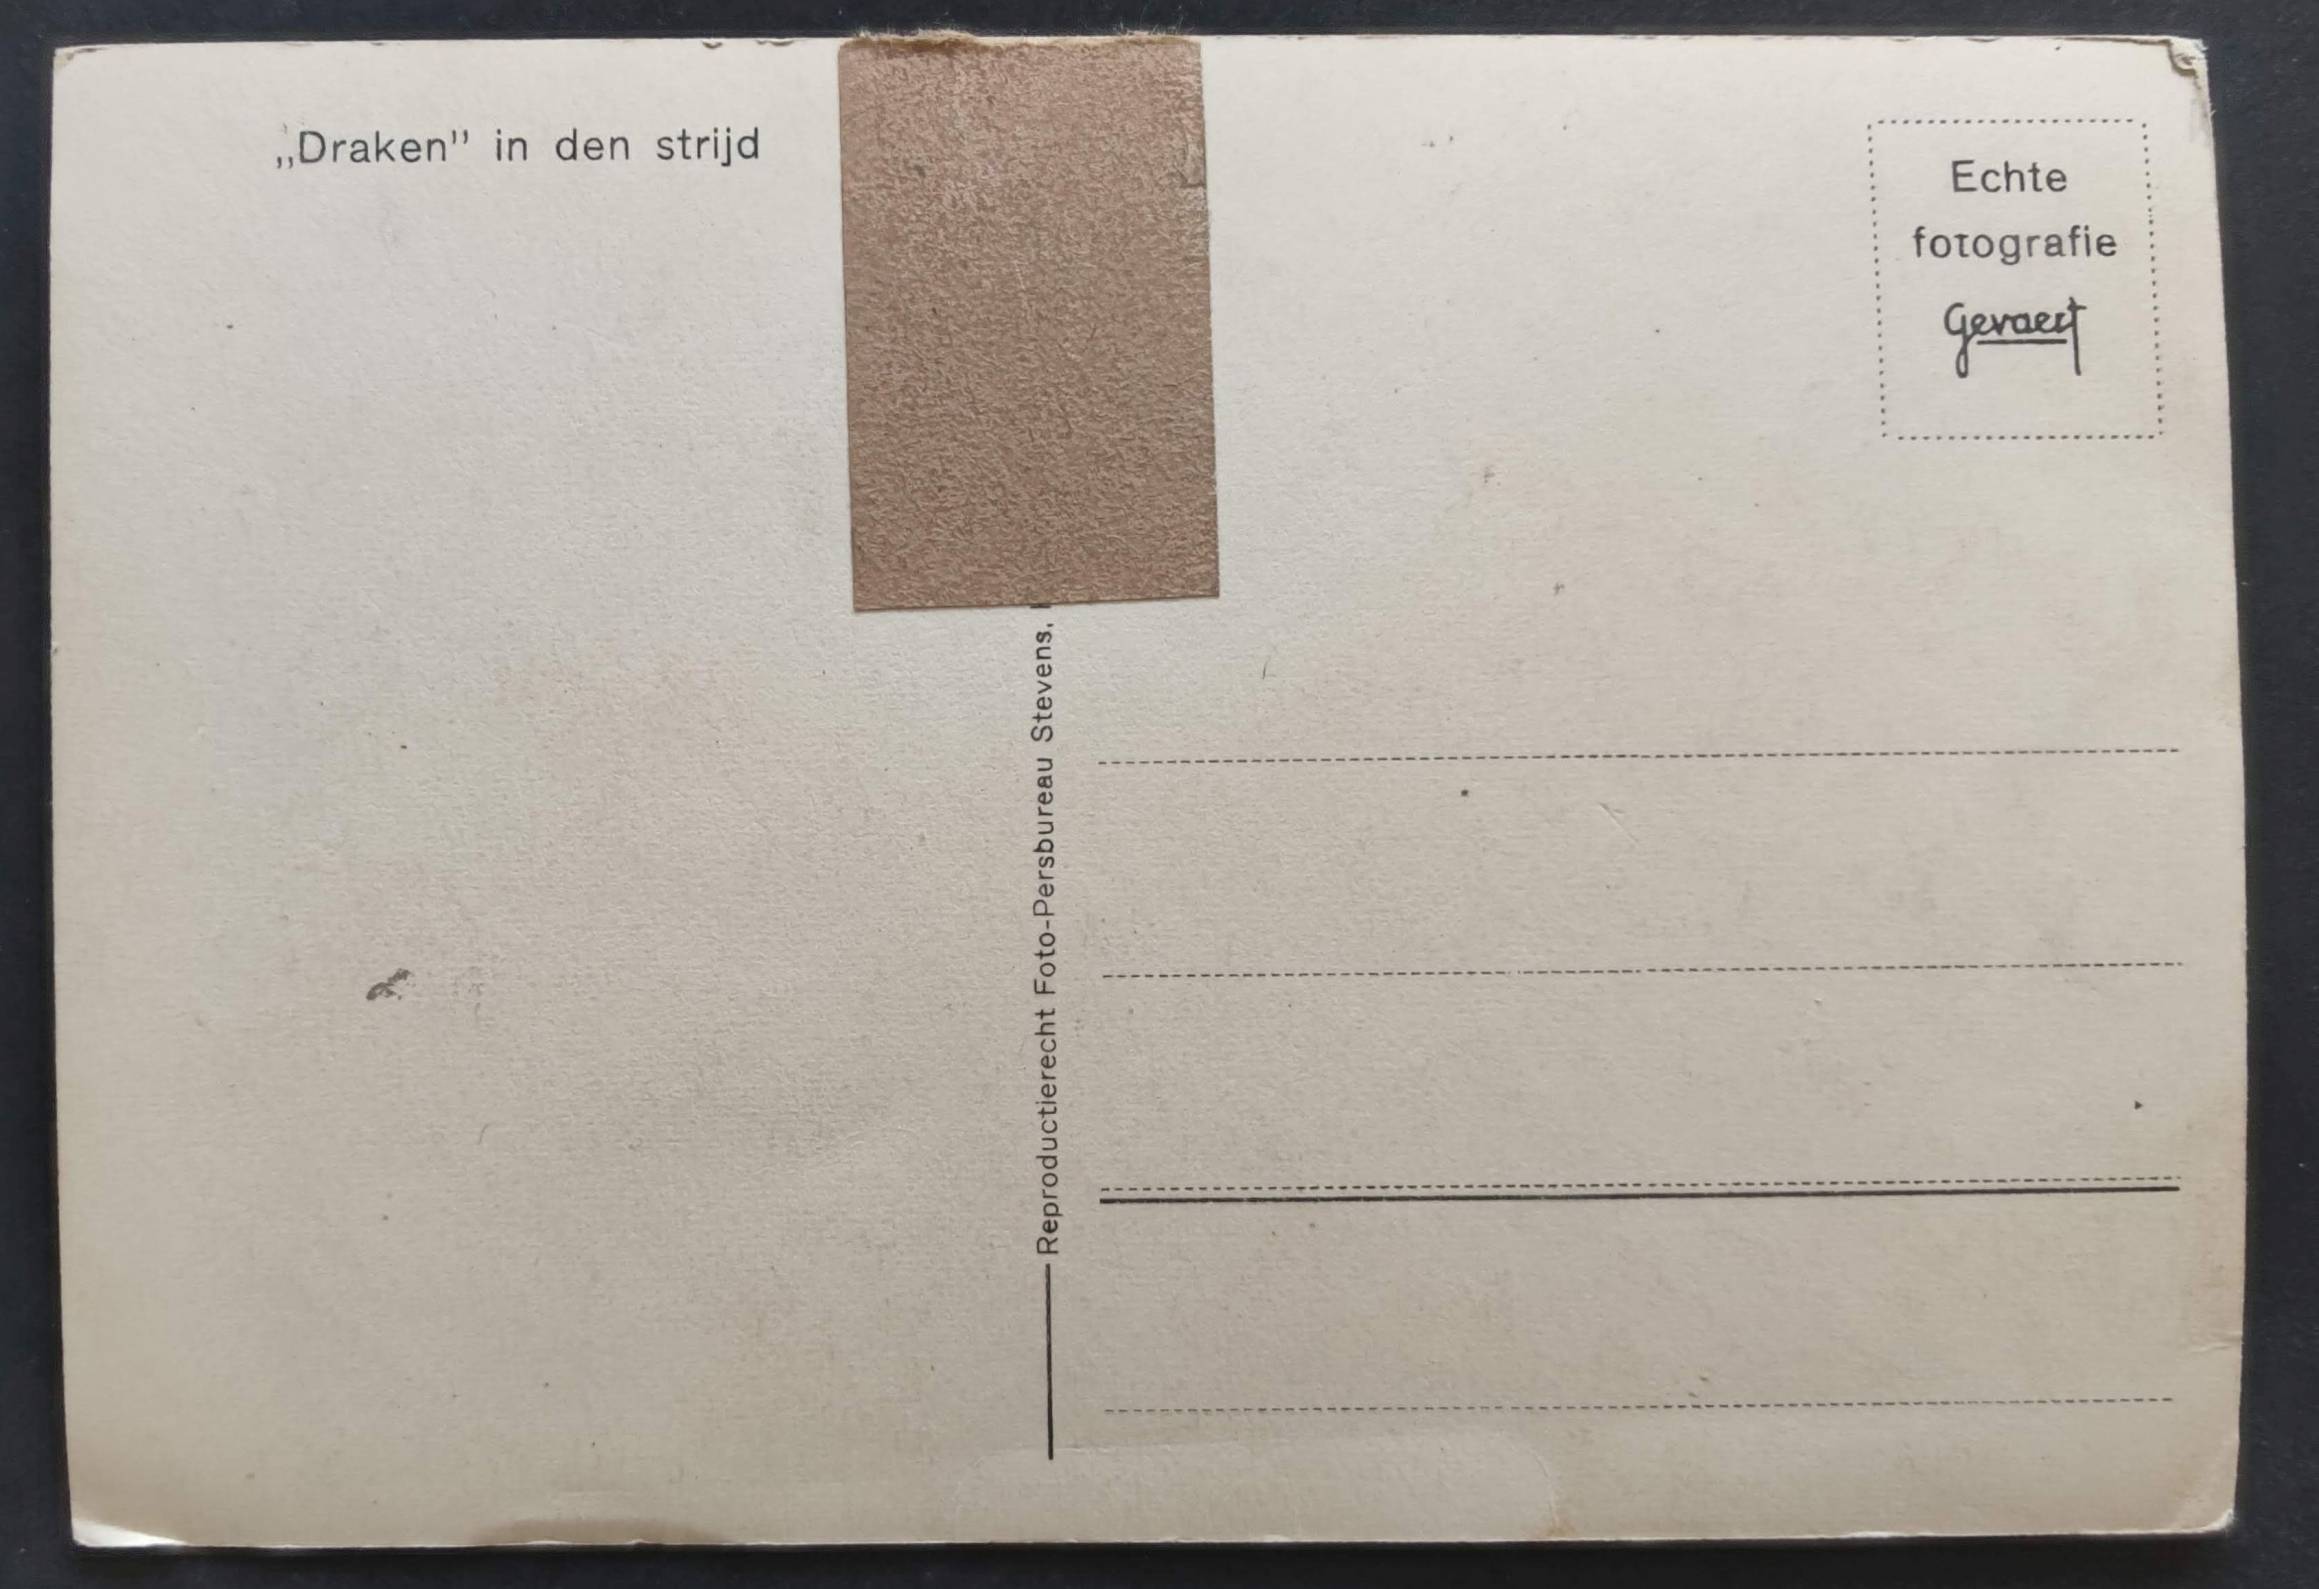 „Draken” in den strijd
Echte
fotografie
Gevaert
Reproductierecht Foto-Persbureau Stevens.